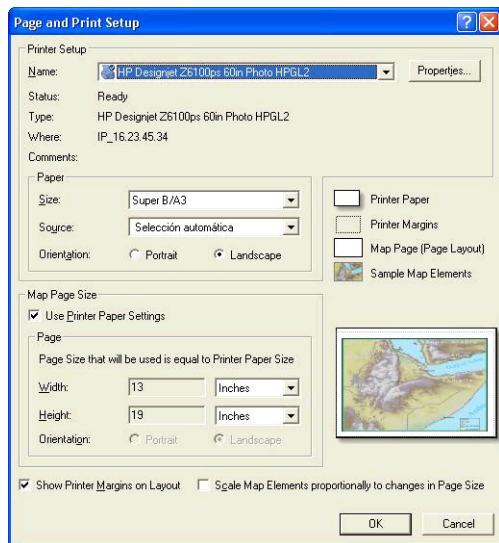 Page and Print Setup
Printer Setup
Name: HP Designjet Z6100ps 60in Photo HPGL2 Properties...
Status: Ready
Type: HP Designjet Z6100ps 60in Photo HPGL2
Where: IP_16.23.45.34
Comments:
Paper
Size: Super B/A3
Source: Selección automática
Orientation: Portrait Landscape
Printer Paper
Printer Margins
Map Page (Page Layout)
Sample Map Elements
Map Page Size
Use Printer Paper Settings
Page
Page Size that will be used is equal to Printer Paper Size
Width: 13 Inches
Height: 19 Inches
Orientation: Portrait Landscape
Show Printer Margins on Layout Scale Map Elements proportionally to changes in Page Size
OK Cancel